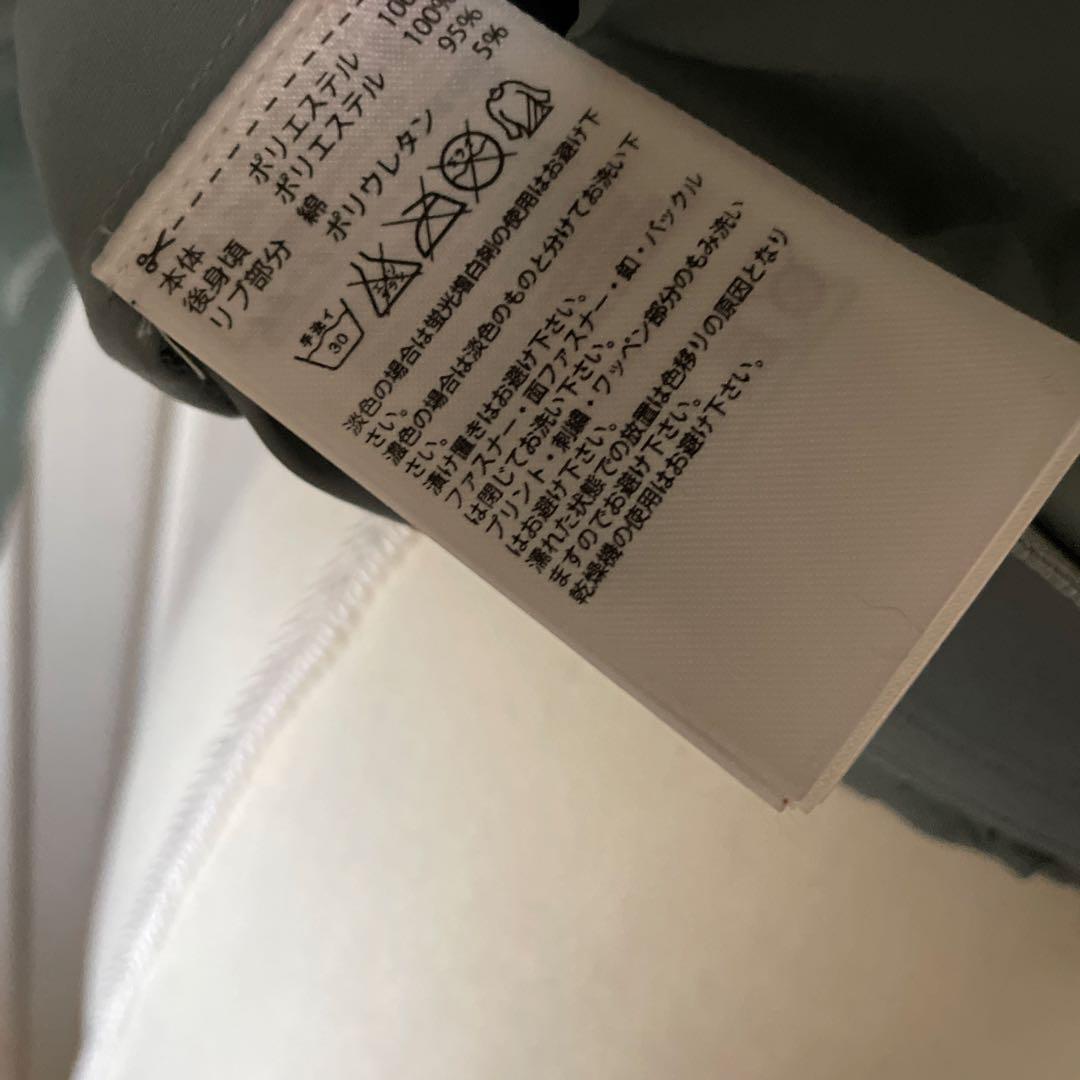 本体 ポリエステル 100%
後身頃 ポリエステル 100%
リブ部分 綿 95%
ポリウレタン 5%
手洗イ
30
淡色の場合は蛍光増白剤の使用はお避け下
さい。
濃色の場合は淡色のものと分けてお洗い下
さい。
漬け置きはお避け下さい。
ファスナー・面ファスナー・釦・バックル
は閉じてお洗い下さい。
プリント・刺繍・ワッペン部分のもみ洗い
はお避け下さい。
濡れた状態での放置は色移りの原因となり
ますのでお避け下さい。
乾燥機の使用はお避け下さい。